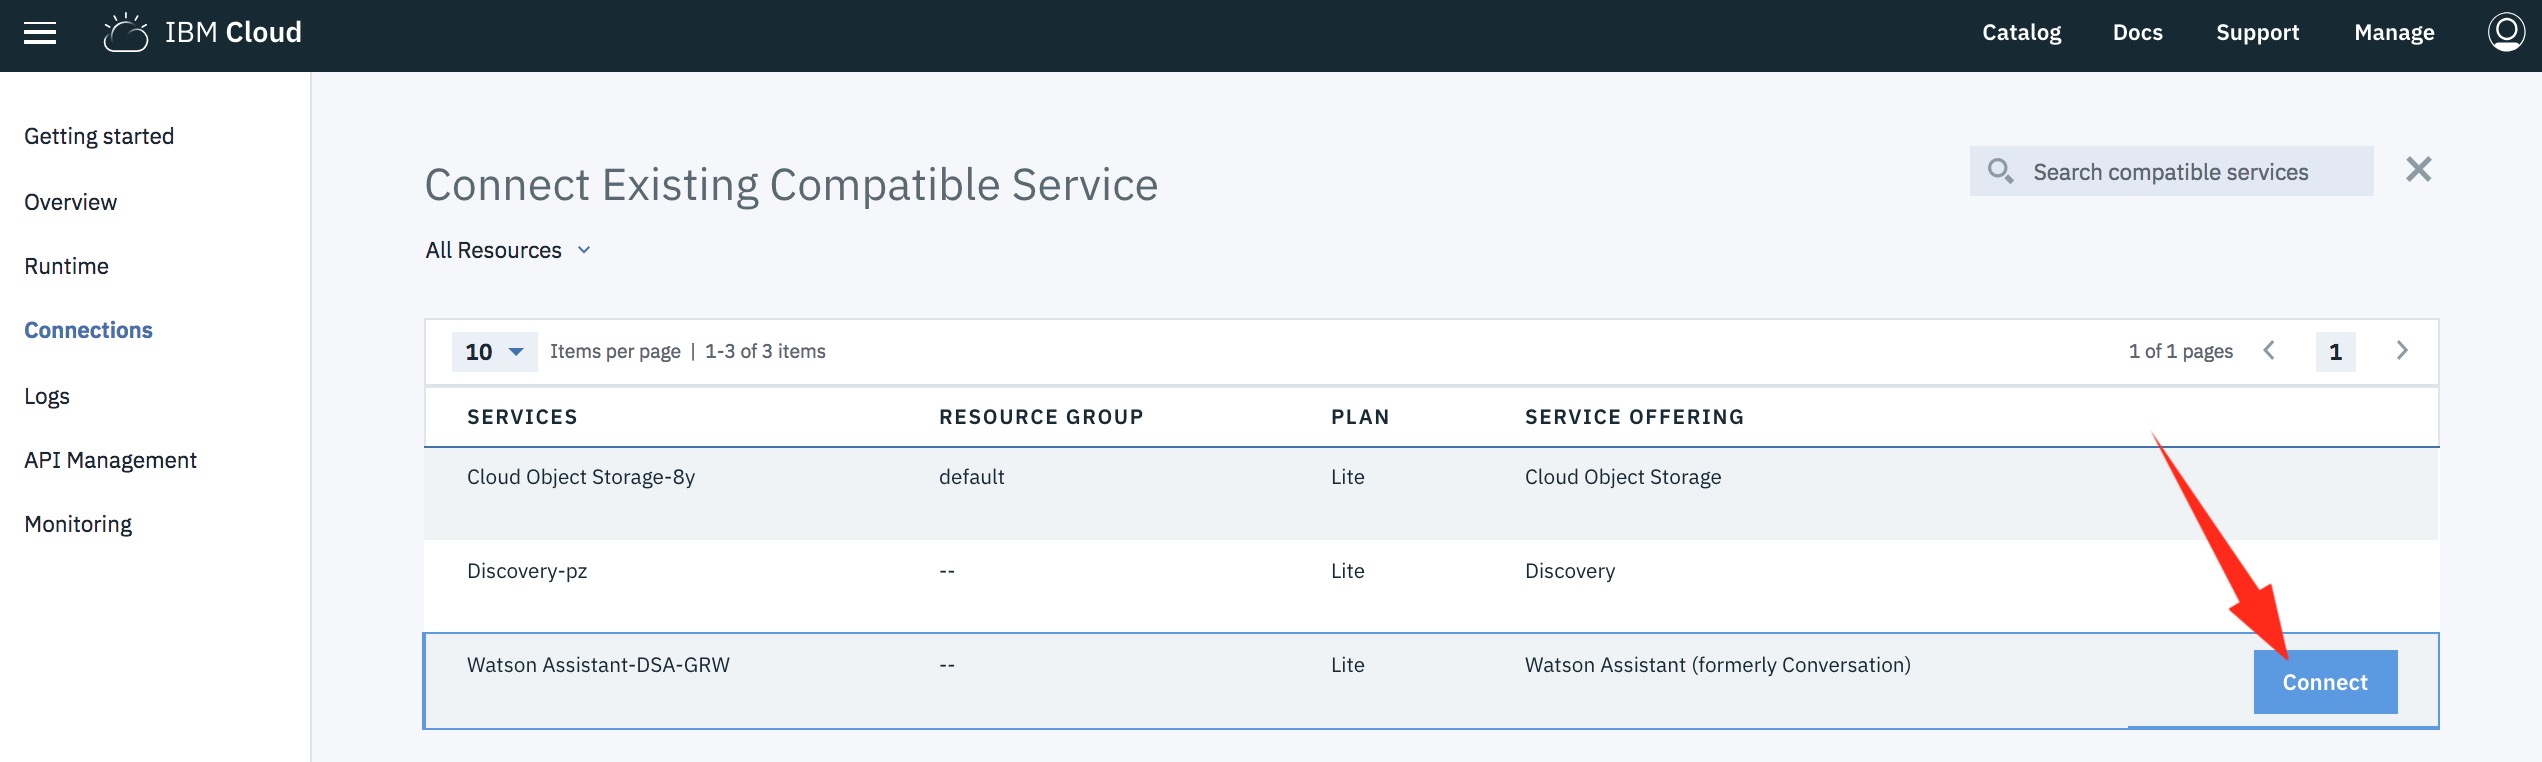 IBM Cloud
Catalog Docs Support Manage
Getting started
Overview
Runtime
Connections
Logs
API Management
Monitoring
Connect Existing Compatible Service
Search compatible services
All Resources
10 Items per page | 1-3 of 3 items
1 of 1 pages 1
SERVICES RESOURCE GROUP PLAN SERVICE OFFERING
Cloud Object Storage-8y default Lite Cloud Object Storage
Discovery-pz -- Lite Discovery
Watson Assistant-DSA-GRW -- Lite Watson Assistant (formerly Conversation)
Connect